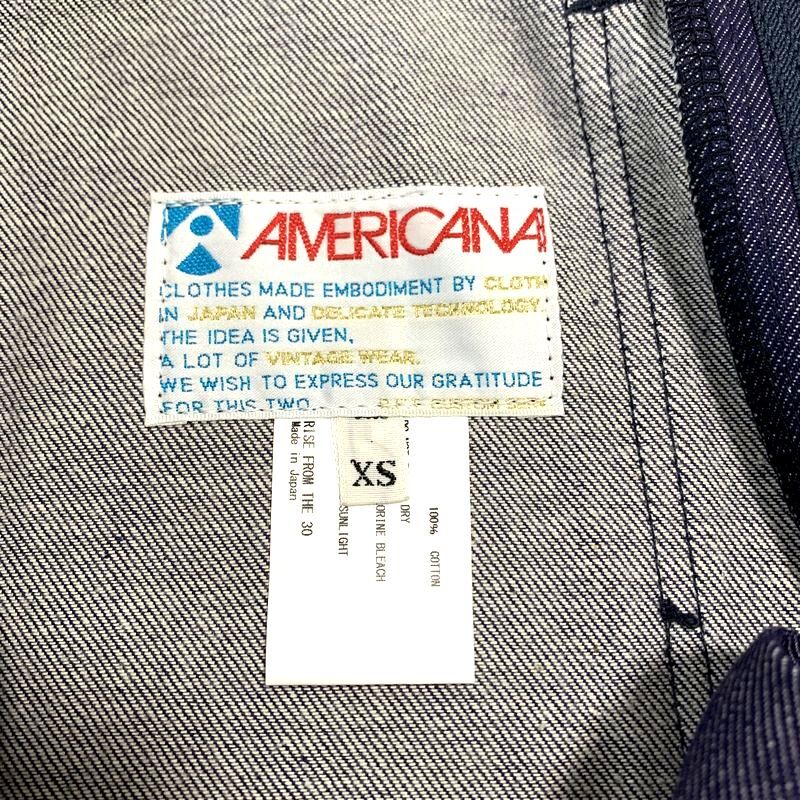 AMERICANA
CLOTHES MADE EMBODIMENT BY CLOTH
IN JAPAN AND DELICATE TECHNOLOGY.
THE IDEA IS GIVEN,
A LOT OF VINTAGE WEAR.
WE WISH TO EXPRESS OUR GRATITUDE
FOR THIS TWO.
XS
100% COTTON
DRY
BLEACH
SUNLIGHT
RISE FROM THE 30
Made in Japan